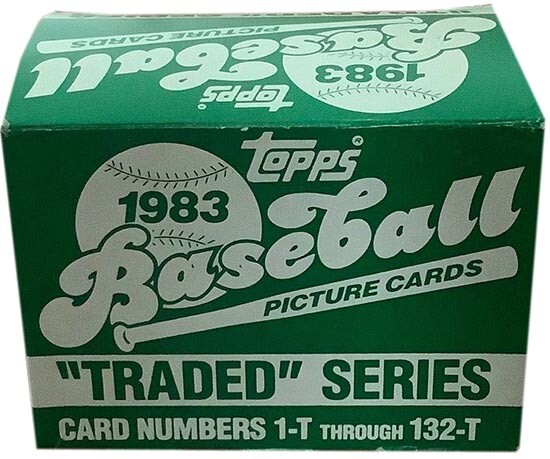 PICTURE CARDS
Baseball
1983
Topps
Topps®
1983
Baseball
PICTURE CARDS
"TRADED" SERIES
CARD NUMBERS 1-T THROUGH 132-T